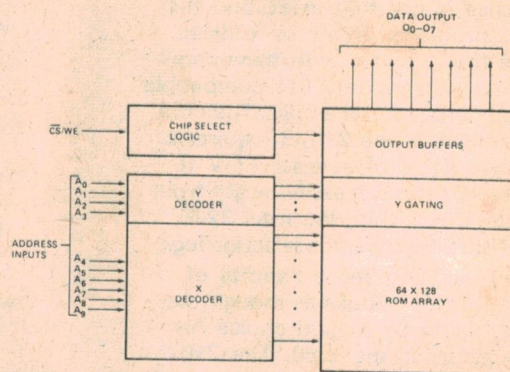 DATA OUTPUT
O0–O7
CS/WE
CHIP SELECT
LOGIC
OUTPUT BUFFERS
A0
A1
A2
A3
Y
DECODER
Y GATING
ADDRESS
INPUTS
A4
A5
A6
A7
A8
A9
X
DECODER
64 X 128
ROM ARRAY